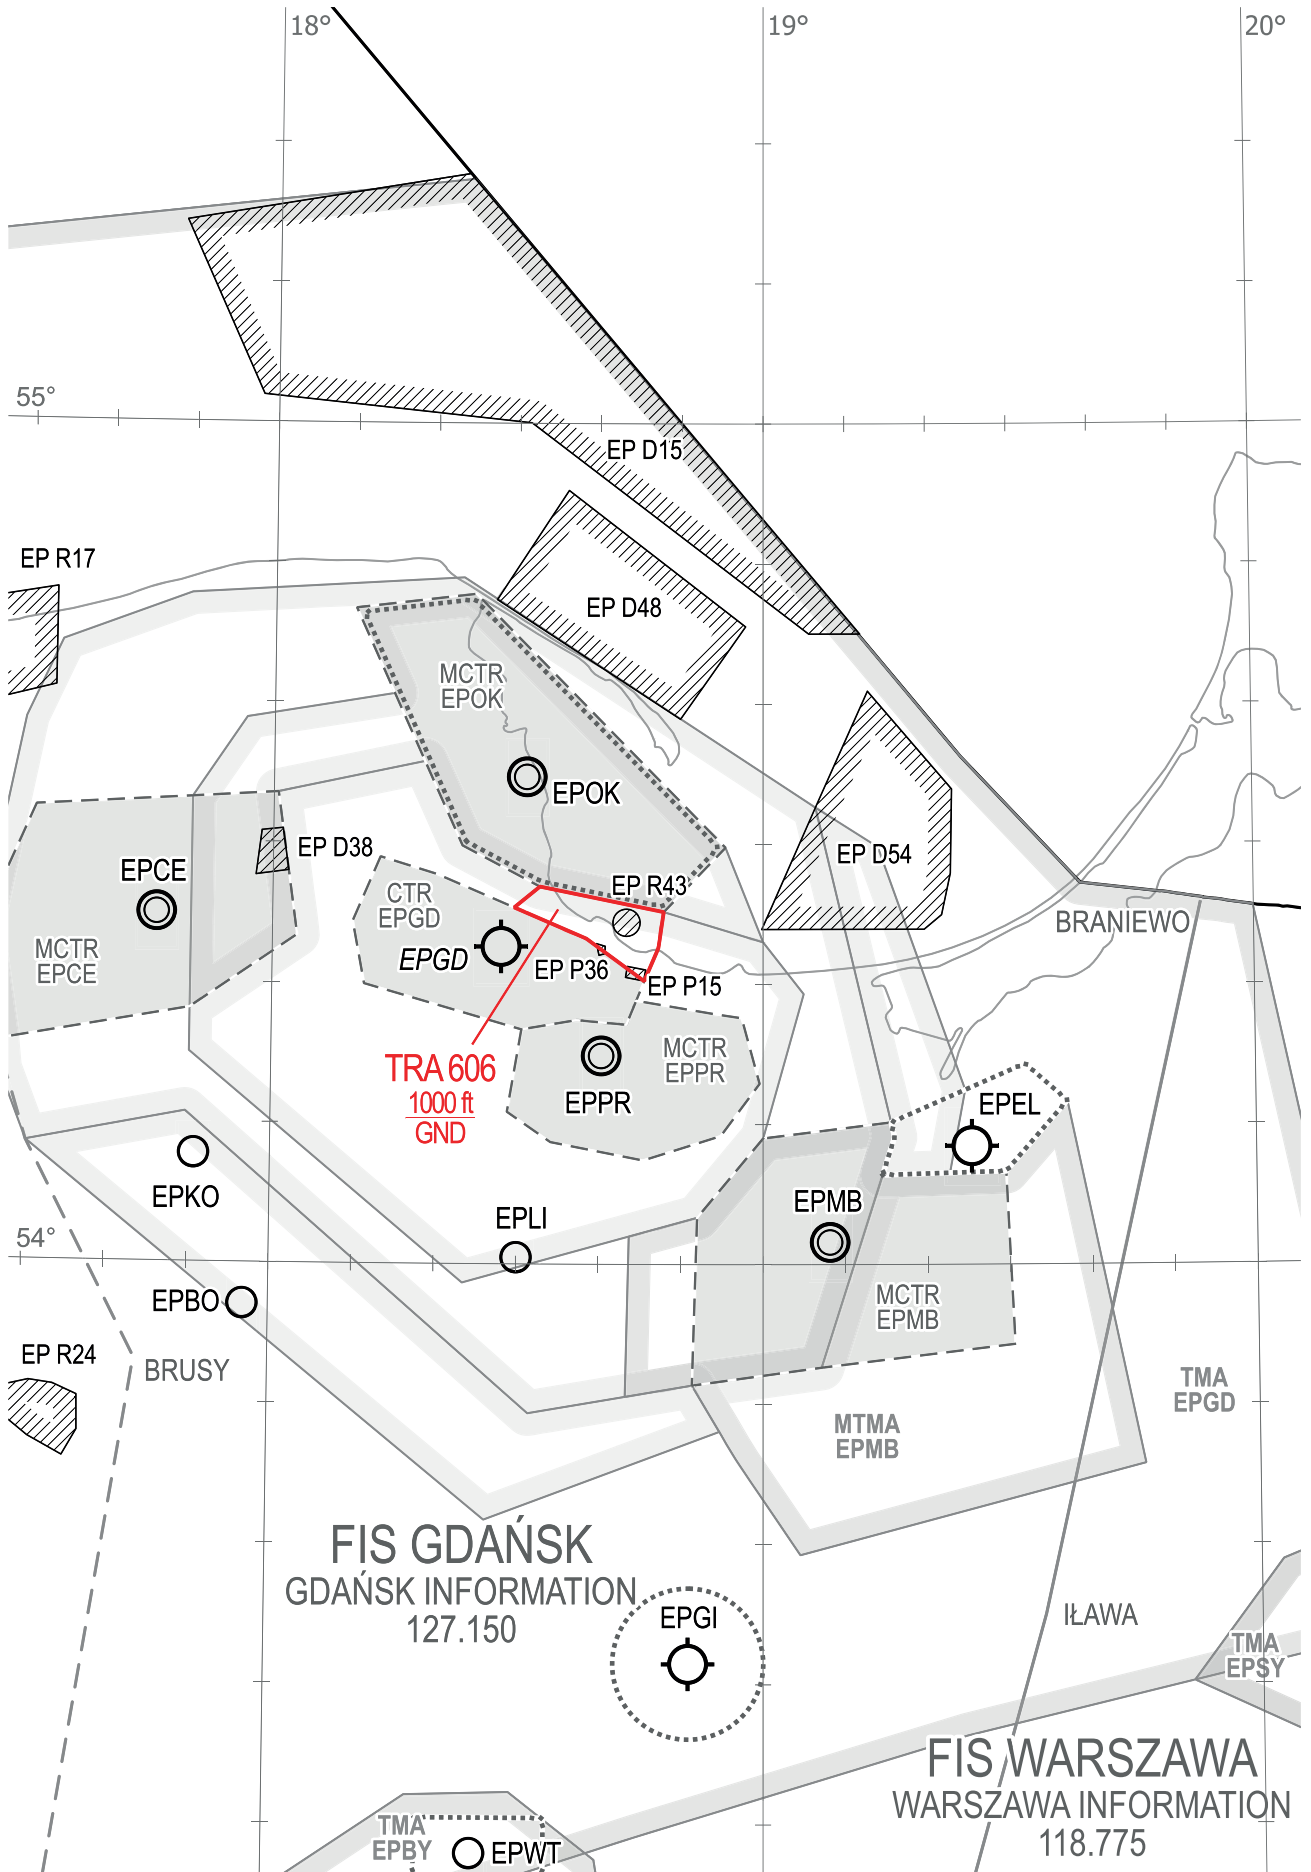 18°
19°
20°
55°
EP D15
EP R17
EP D48
MCTR
EPOK
EPOK
EP D38
EP D54
EPCE
EP R43
CTR
EPGD
BRANIEWO
MCTR
EPCE
EPGD
EP P36
EP P15
TRA 606
1000 ft
GND
MCTR
EPPR
EPPR
EPEL
EPKO
EPLI
EPMB
54°
EPBO
MCTR
EPMB
EP R24
BRUSY
TMA
EPGD
MTMA
EPMB
FIS GDAŃSK
GDAŃSK INFORMATION
127.150
EPGI
IŁAWA
TMA
EPSY
FIS WARSZAWA
WARSZAWA INFORMATION
118.775
TMA
EPBY
EPWT